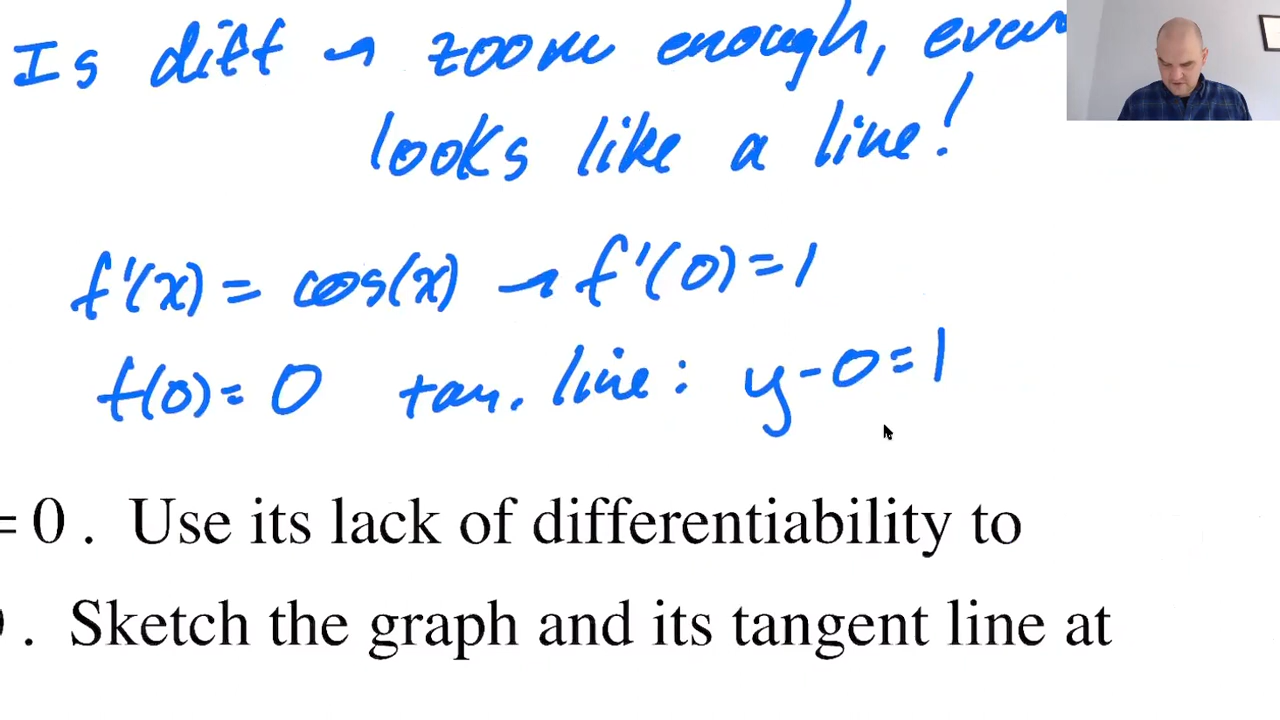 Is diff → zoom enough, even
looks like a line!
f'(x) = cos(x) → f'(0) = 1
f(0) = 0 tan. line: y-0=1
= 0 . Use its lack of differentiability to
. Sketch the graph and its tangent line at